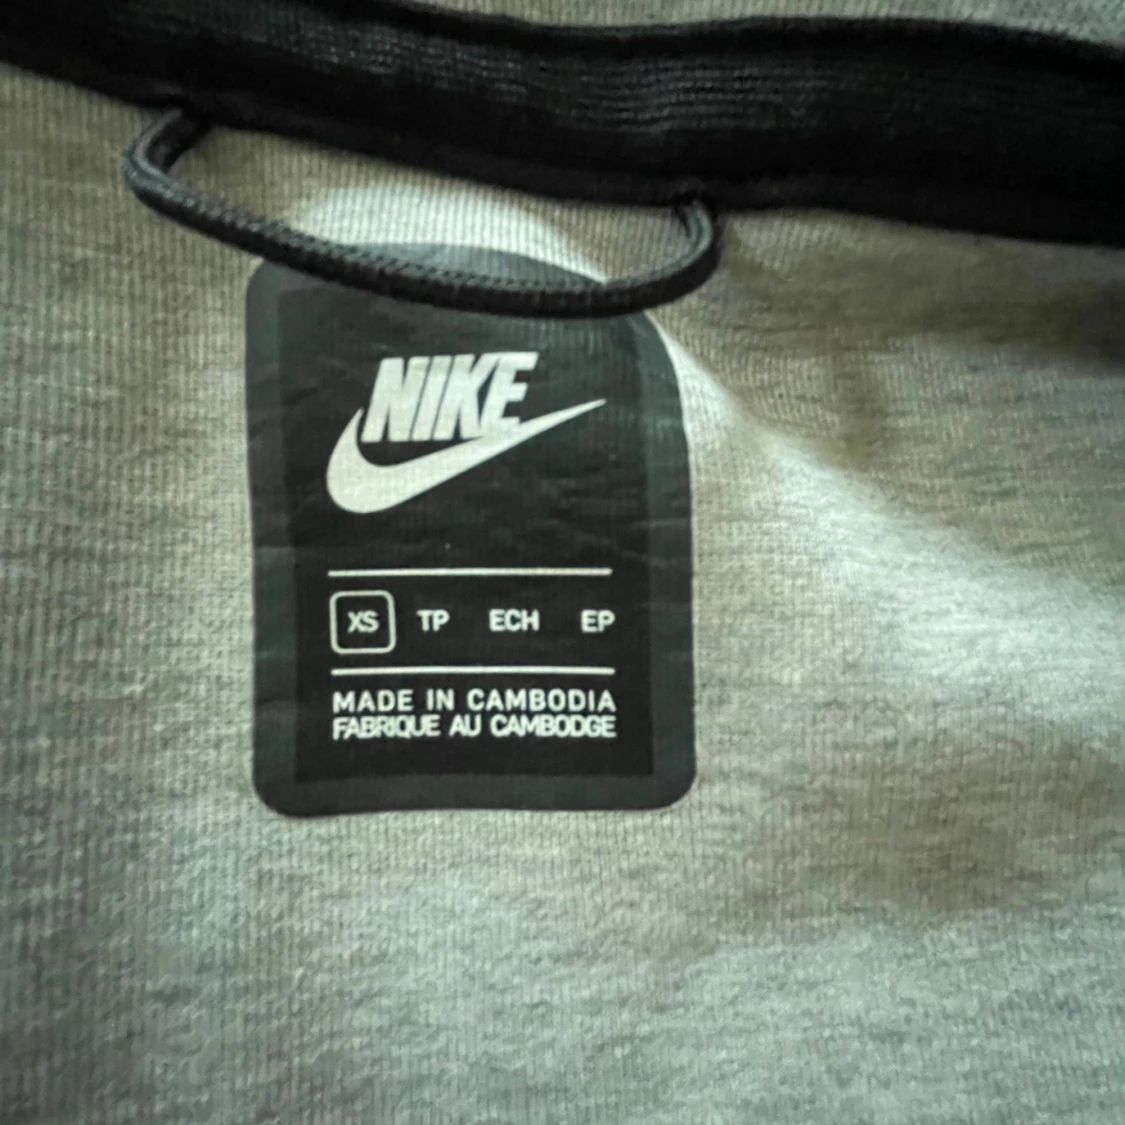 NIKE
XS TP ECH EP
MADE IN CAMBODIA
FABRIQUE AU CAMBODGE